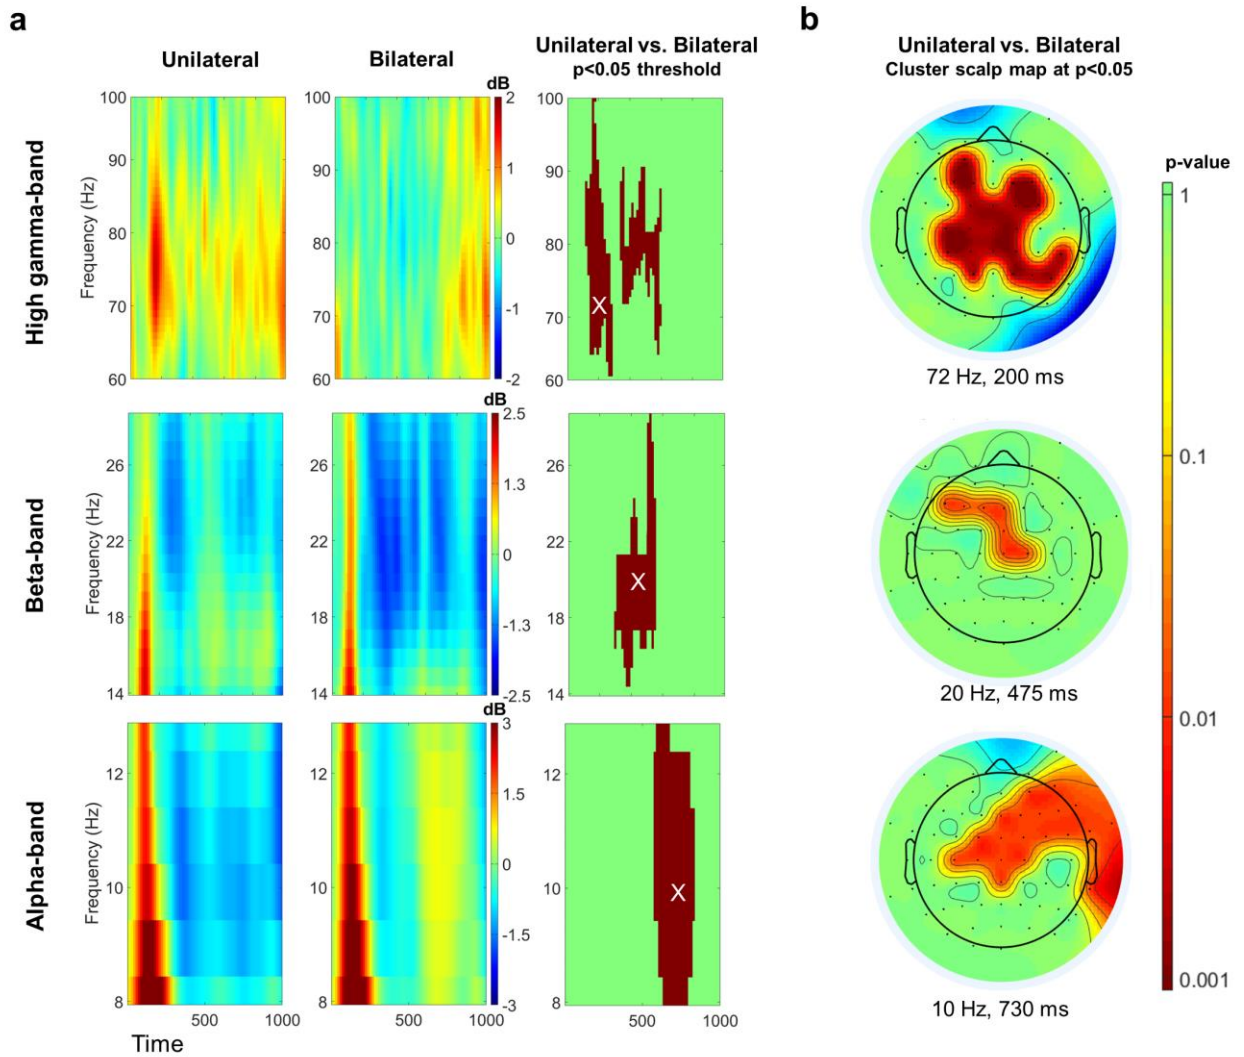 a
b
Unilateral
Bilateral
Unilateral vs. Bilateral
p<0.05 threshold
Unilateral vs. Bilateral
Cluster scalp map at p<0.05
High gamma-band
Frequency (Hz)
100
90
80
70
60
100
90
80
70
60
dB
2
1
0
-1
-2
100
90
80
70
60
X
72 Hz, 200 ms
p-value
1
0.1
0.01
0.001
Beta-band
Frequency (Hz)
26
22
18
14
26
22
18
14
dB
2.5
1.3
0
-1.3
-2.5
26
22
18
14
X
20 Hz, 475 ms
Alpha-band
Frequency (Hz)
12
10
8
12
10
8
dB
3
1.5
0
-1.5
-3
12
10
8
X
10 Hz, 730 ms
500
1000
500
1000
500
1000
Time